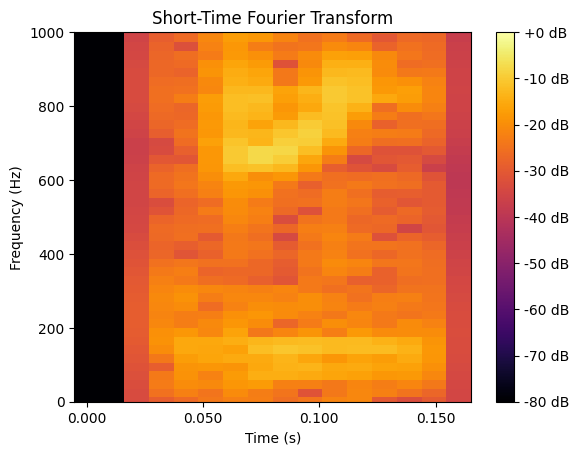 Short-Time Fourier Transform
1000
800
600
400
200
0
Frequency (Hz)
0.000
0.050
0.100
0.150
Time (s)
+0 dB
-10 dB
-20 dB
-30 dB
-40 dB
-50 dB
-60 dB
-70 dB
-80 dB